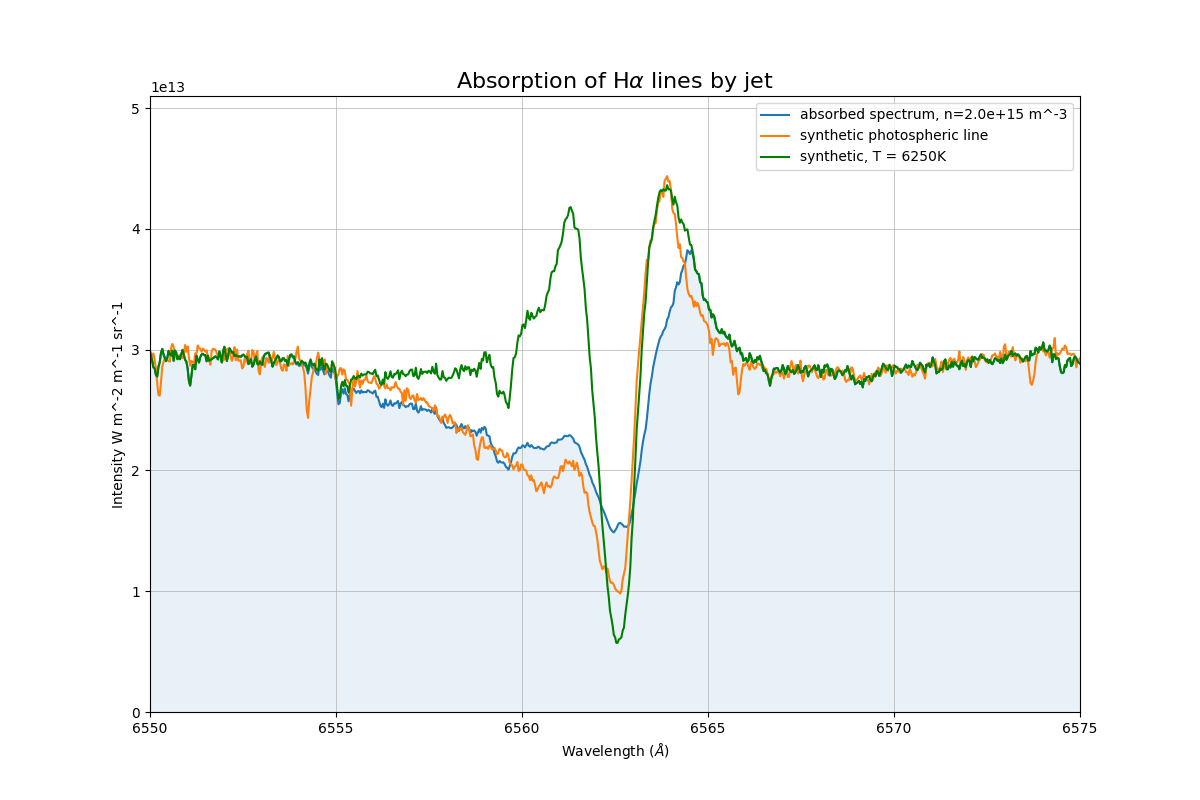 Absorption of Hα lines by jet
1e13
absorbed spectrum, n=2.0e+15 m^-3
synthetic photospheric line
synthetic, T = 6250K
5
4
3
2
1
0
Intensity W m^-2 m^-1 sr^-1
6550 6555 6560 6565 6570 6575
Wavelength (Å)